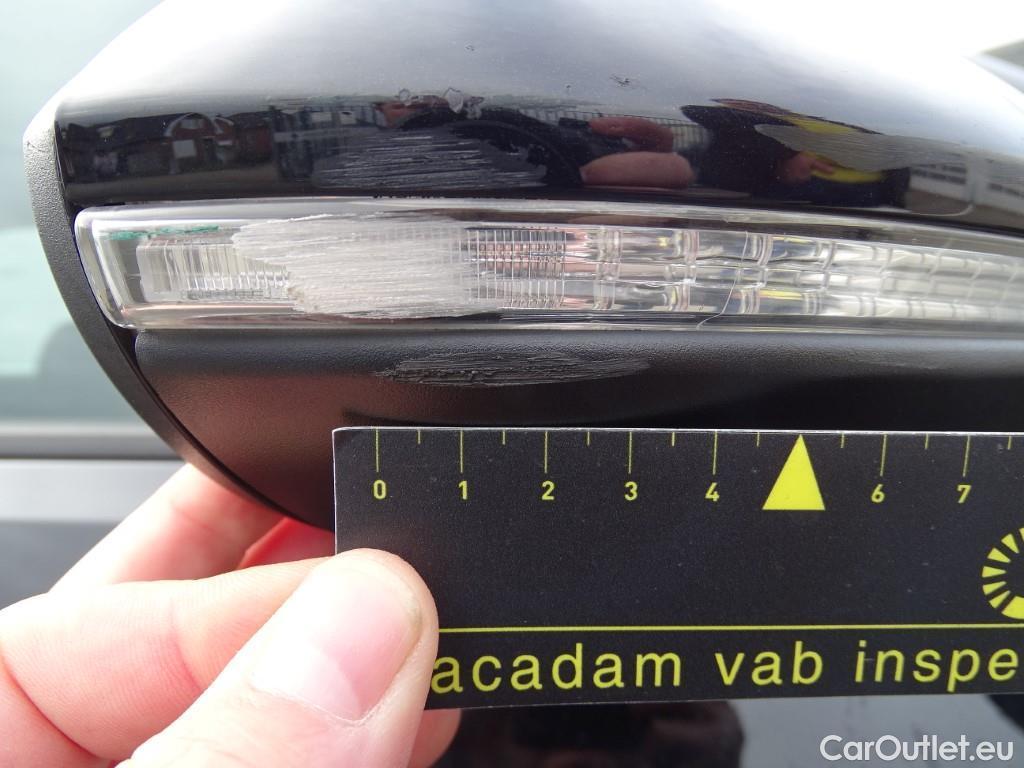 0 1 2 3 4 6 7
acadam vab inspe
CarOutlet.eu